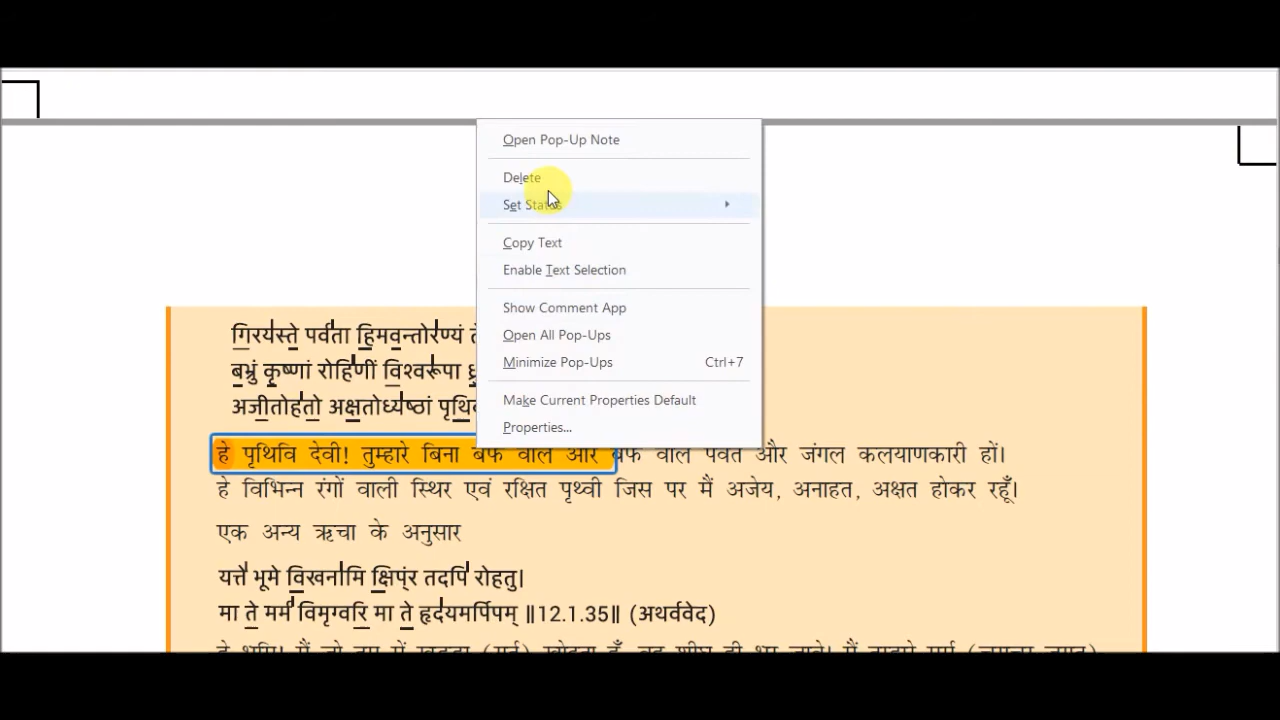 Open Pop-Up Note
Delete
Set Status
Copy Text
Enable Text Selection
Show Comment App
Open All Pop-Ups
Minimize Pop-Ups Ctrl+7
Make Current Properties Default
Properties...
गिरयस्ते पर्वता हिमवन्तोरण्यं
बभ्रुं कृष्णां रोहिणीं विश्वरूपा
अजीतोहतो अक्षतोध्यष्ठां
हे पृथिवि देवी! तुम्हारे बिना बर्फ वाले और बर्फ वाले पर्वत और जंगल कलयाणकारी हों।
हे विभिन्न रंगों वाली स्थिर एवं रक्षित पृथ्वी जिस पर मैं अजेय, अनाहत, अक्षत होकर रहूँ।
एक अन्य ऋचा के अनुसार
यत्ते भूमे विखनामि क्षिप्रं तदपि रोहतु।
मा ते मर्म विमृग्वरि मा ते हृदयमर्पिपम् ॥12.1.35॥ (अथर्ववेद)